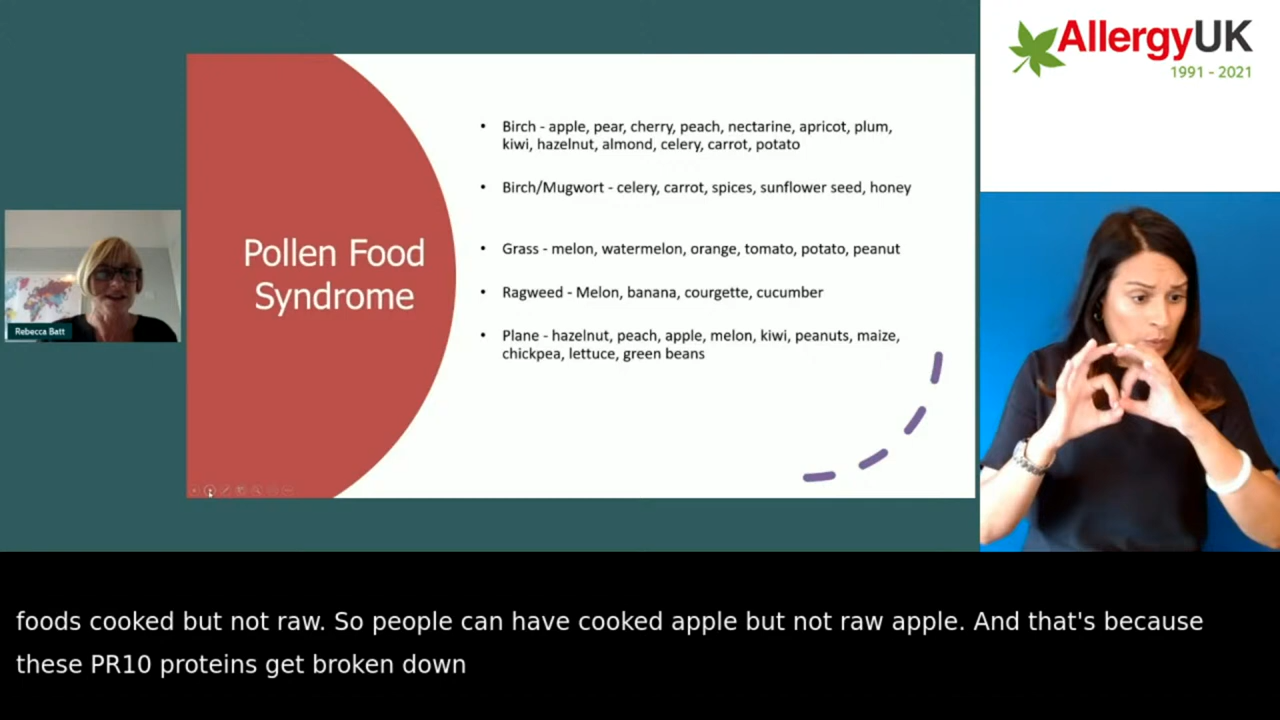 AllergyUK
1991 - 2021
• Birch - apple, pear, cherry, peach, nectarine, apricot, plum,
kiwi, hazelnut, almond, celery, carrot, potato
• Birch/Mugwort - celery, carrot, spices, sunflower seed, honey
Pollen Food
Syndrome
• Grass - melon, watermelon, orange, tomato, potato, peanut
• Ragweed - Melon, banana, courgette, cucumber
• Plane - hazelnut, peach, apple, melon, kiwi, peanuts, maize,
chickpea, lettuce, green beans
Rebecca Batt
foods cooked but not raw. So people can have cooked apple but not raw apple. And that's because
these PR10 proteins get broken down